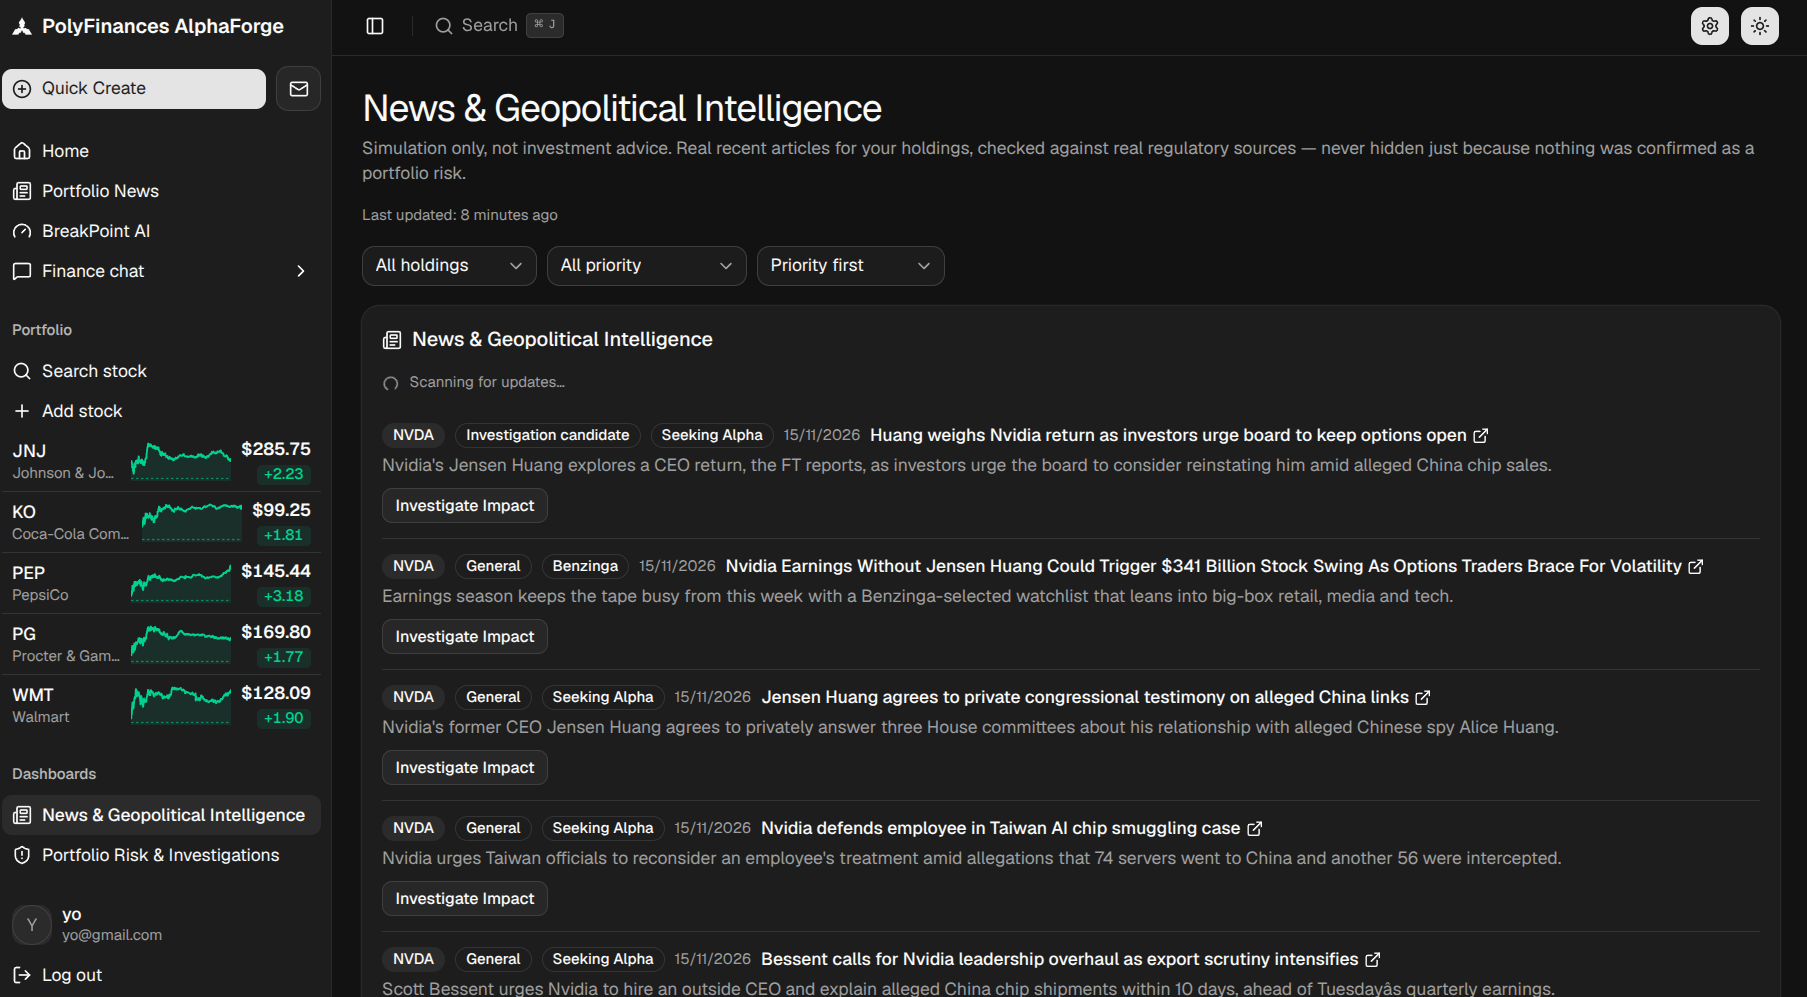 PolyFinances AlphaForge
Quick Create
Home
Portfolio News
BreakPoint AI
Finance chat
Portfolio
Search stock
Add stock
JNJ
Johnson & Jo...
$285.75
+2.23
KO
Coca-Cola Com...
$99.25
+1.81
PEP
PepsiCo
$145.44
+3.18
PG
Procter & Gam...
$169.80
+1.77
WMT
Walmart
$128.09
+1.90
Dashboards
News & Geopolitical Intelligence
Portfolio Risk & Investigations
Y
yo
yo@gmail.com
Log out
Search ⌘ J
News & Geopolitical Intelligence
Simulation only, not investment advice. Real recent articles for your holdings, checked against real regulatory sources — never hidden just because nothing was confirmed as a
portfolio risk.
Last updated: 8 minutes ago
All holdings
All priority
Priority first
News & Geopolitical Intelligence
Scanning for updates...
NVDA Investigation candidate Seeking Alpha 15/11/2026 Huang weighs Nvidia return as investors urge board to keep options open
Nvidia's Jensen Huang explores a CEO return, the FT reports, as investors urge the board to consider reinstating him amid alleged China chip sales.
Investigate Impact
NVDA General Benzinga 15/11/2026 Nvidia Earnings Without Jensen Huang Could Trigger $341 Billion Stock Swing As Options Traders Brace For Volatility
Earnings season keeps the tape busy from this week with a Benzinga-selected watchlist that leans into big-box retail, media and tech.
Investigate Impact
NVDA General Seeking Alpha 15/11/2026 Jensen Huang agrees to private congressional testimony on alleged China links
Nvidia's former CEO Jensen Huang agrees to privately answer three House committees about his relationship with alleged Chinese spy Alice Huang.
Investigate Impact
NVDA General Seeking Alpha 15/11/2026 Nvidia defends employee in Taiwan AI chip smuggling case
Nvidia urges Taiwan officials to reconsider an employee's treatment amid allegations that 74 servers went to China and another 56 were intercepted.
Investigate Impact
NVDA General Seeking Alpha 15/11/2026 Bessent calls for Nvidia leadership overhaul as export scrutiny intensifies
Scott Bessent urges Nvidia to hire an outside CEO and explain alleged China chip shipments within 10 days, ahead of Tuesdayâs quarterly earnings.